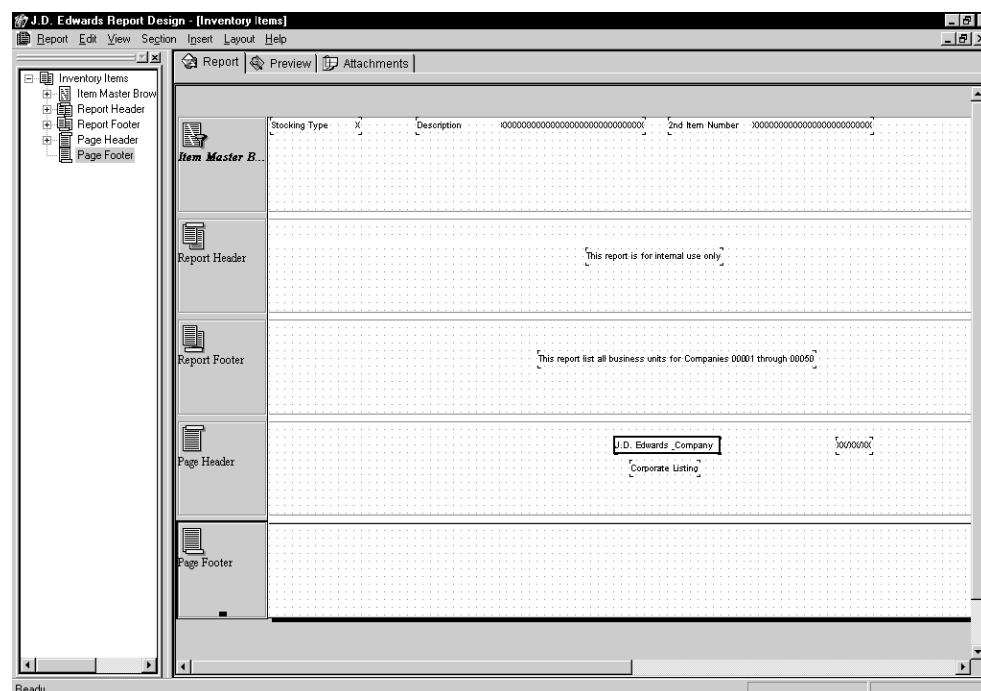 J.D. Edwards Report Design - [Inventory Items]
Report Edit View Section Insert Layout Help
Report Preview Attachments
Inventory Items
Item Master Brow
Report Header
Report Footer
Page Header
Page Footer
Item Master B...
Stocking Type X Description 2nd Item Number
Report Header
This report is for internal use only
Report Footer
This report list all business units for Companies 00001 through 00050
Page Header
J.D. Edwards _Company XX/XX/XX
Corporate Listing
Page Footer
Ready